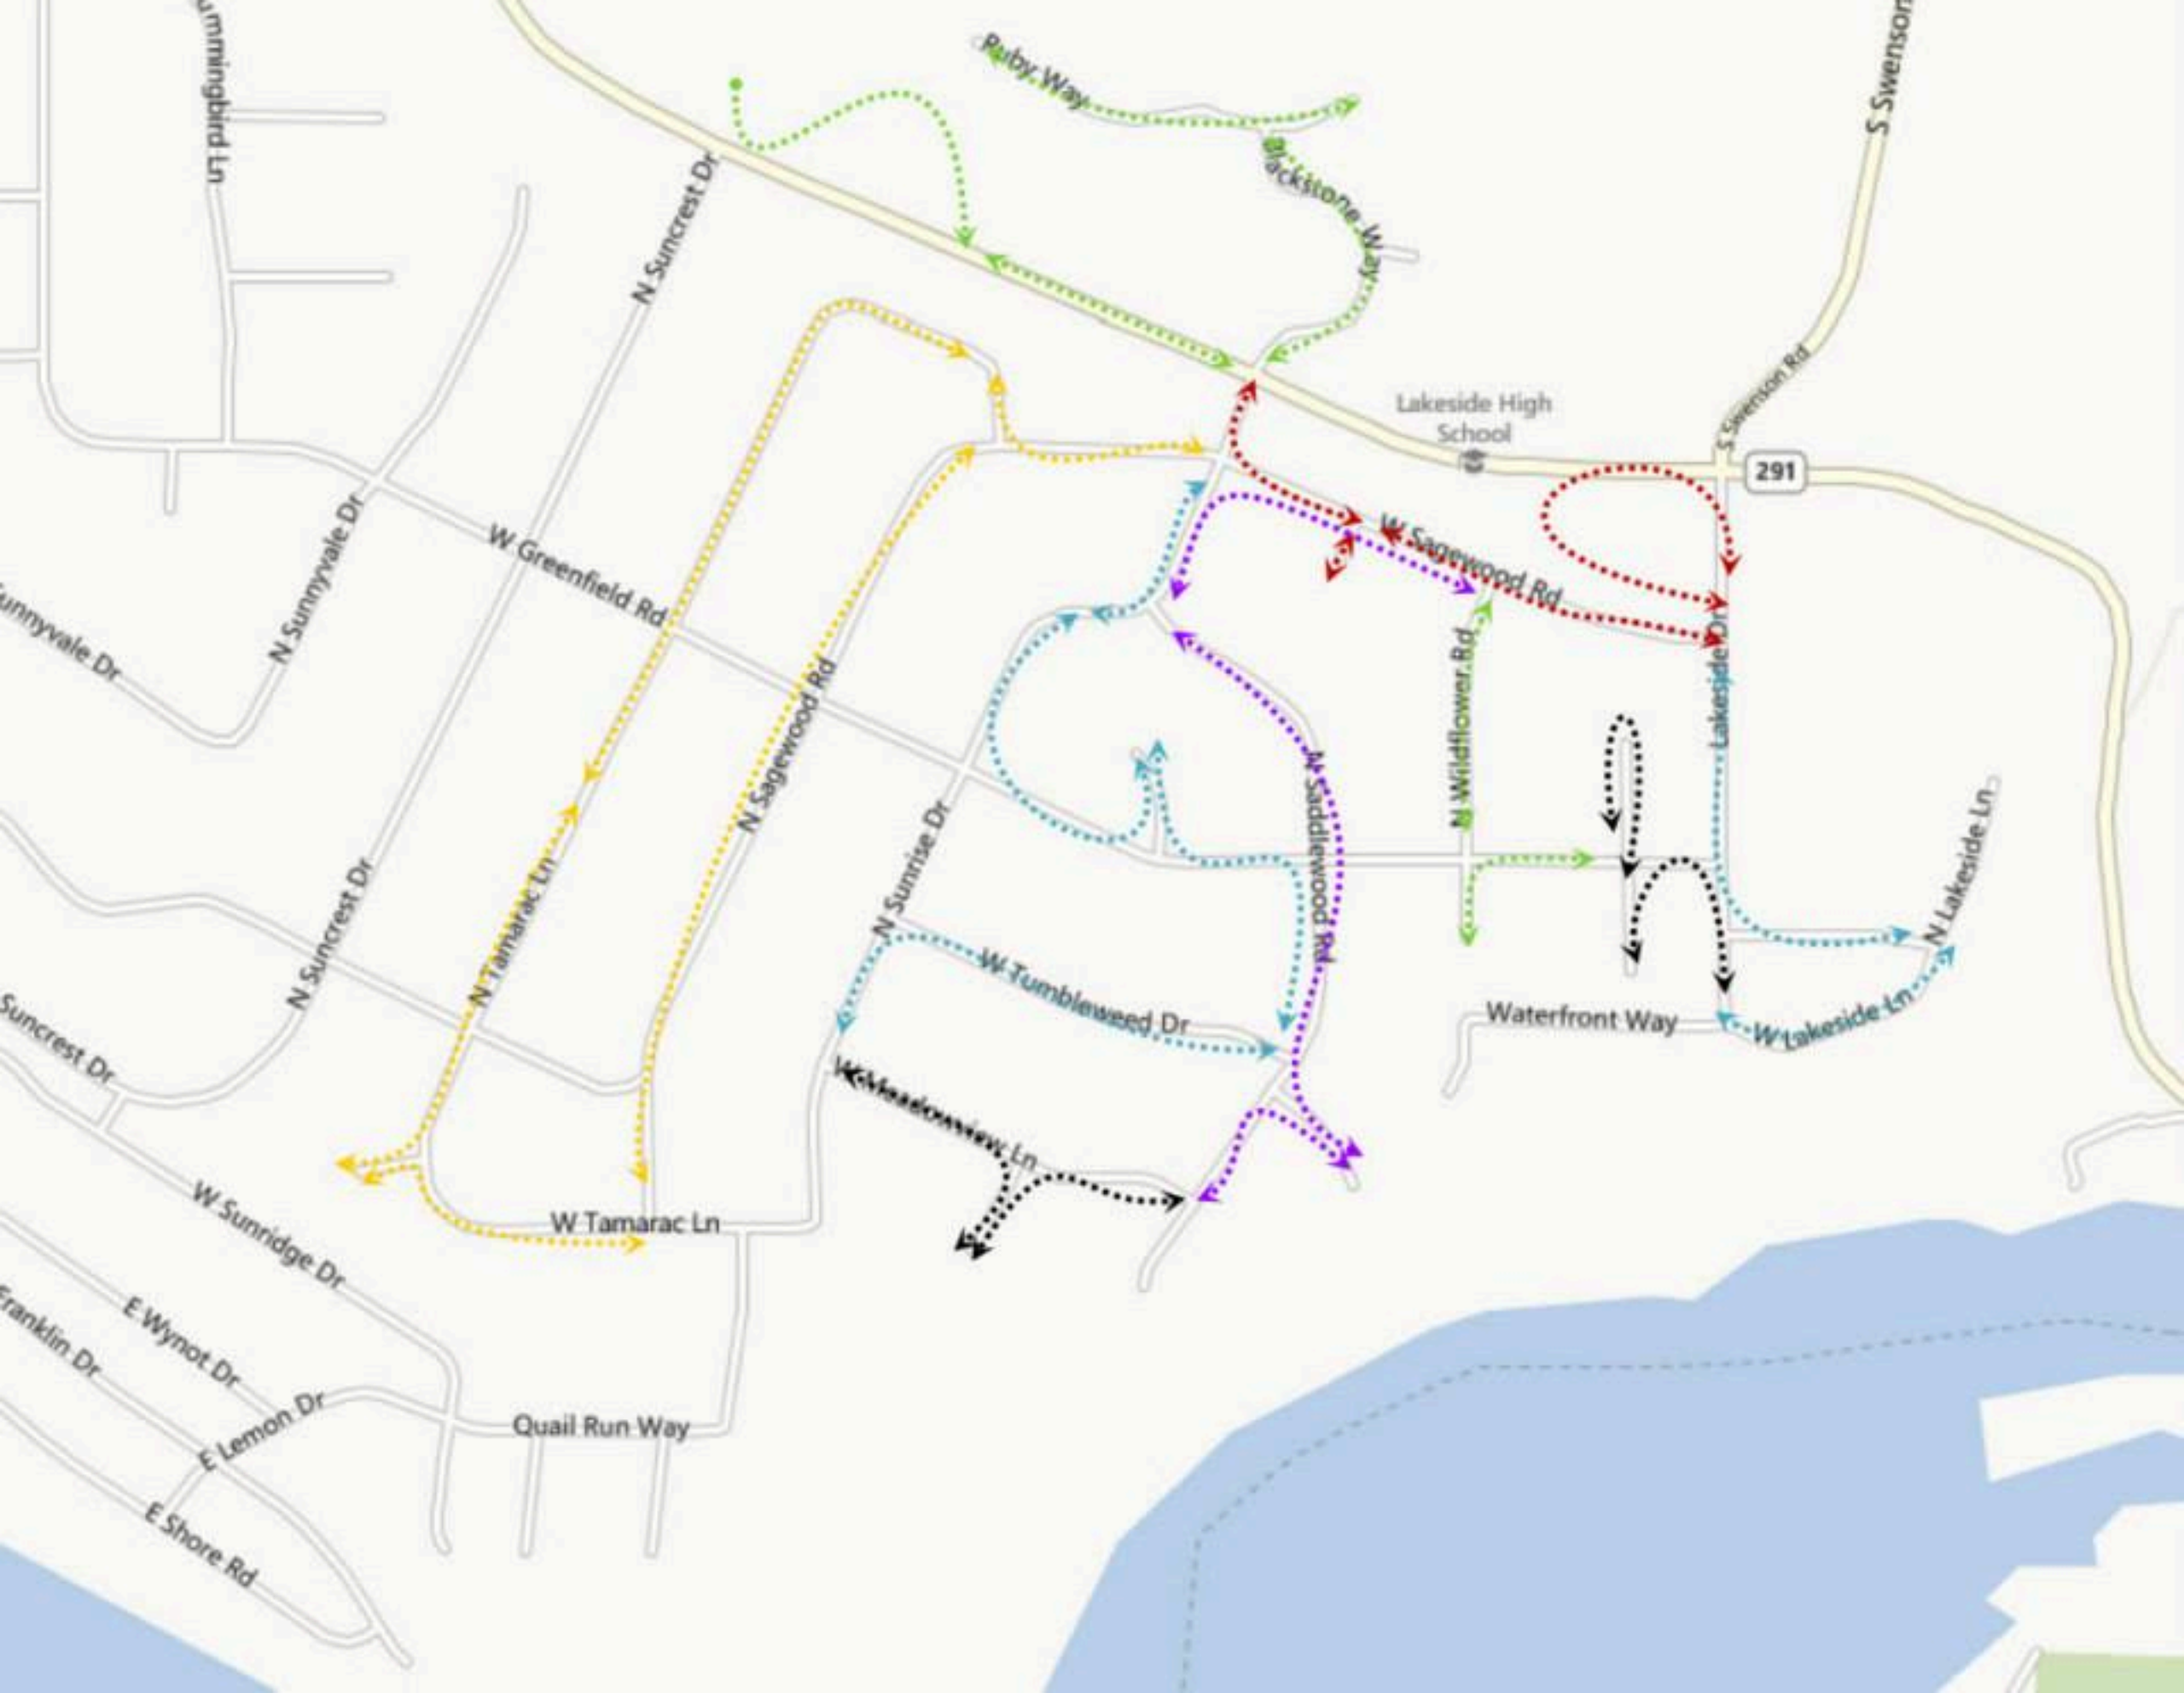 ummingbird Ln
Ruby Way
S Swenson
Blackstone Way
N Suncrest Dr
S Swenson Rd
Lakeside High
School
291
N Sunnyvale Dr
W Greenfield Rd
W Sagewood Rd
unnyvale Dr
Lakeside Dr
N Wildflower Rd
N Sagewood Rd
N Saddlewood Rd
N Sunrise Dr
N Lakeside Ln
N Suncrest Dr
N Tamarac Ln
W Tumbleweed Dr
Waterfront Way
W Lakeside Ln
Suncrest Dr
W Meadowview Ln
W Tamarac Ln
W Sunridge Dr
E Wynot Dr
Franklin Dr
E Lemon Dr
Quail Run Way
E Shore Rd